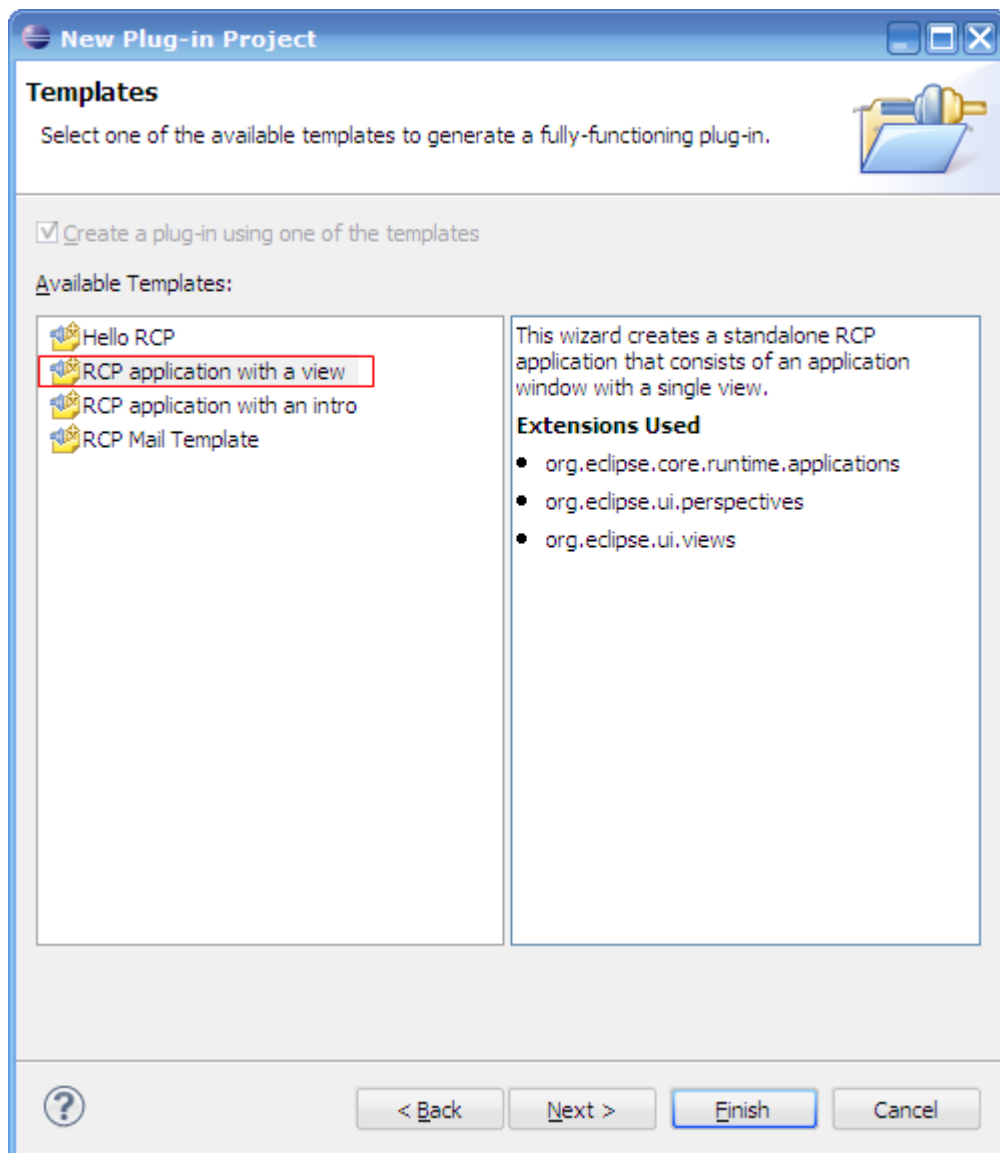 New Plug-in Project
Templates
Select one of the available templates to generate a fully-functioning plug-in.
Create a plug-in using one of the templates
Available Templates:
Hello RCP
RCP application with a view
RCP application with an intro
RCP Mail Template
This wizard creates a standalone RCP
application that consists of an application
window with a single view.
Extensions Used
org.eclipse.core.runtime.applications
org.eclipse.ui.perspectives
org.eclipse.ui.views
?
< Back
Next >
Finish
Cancel